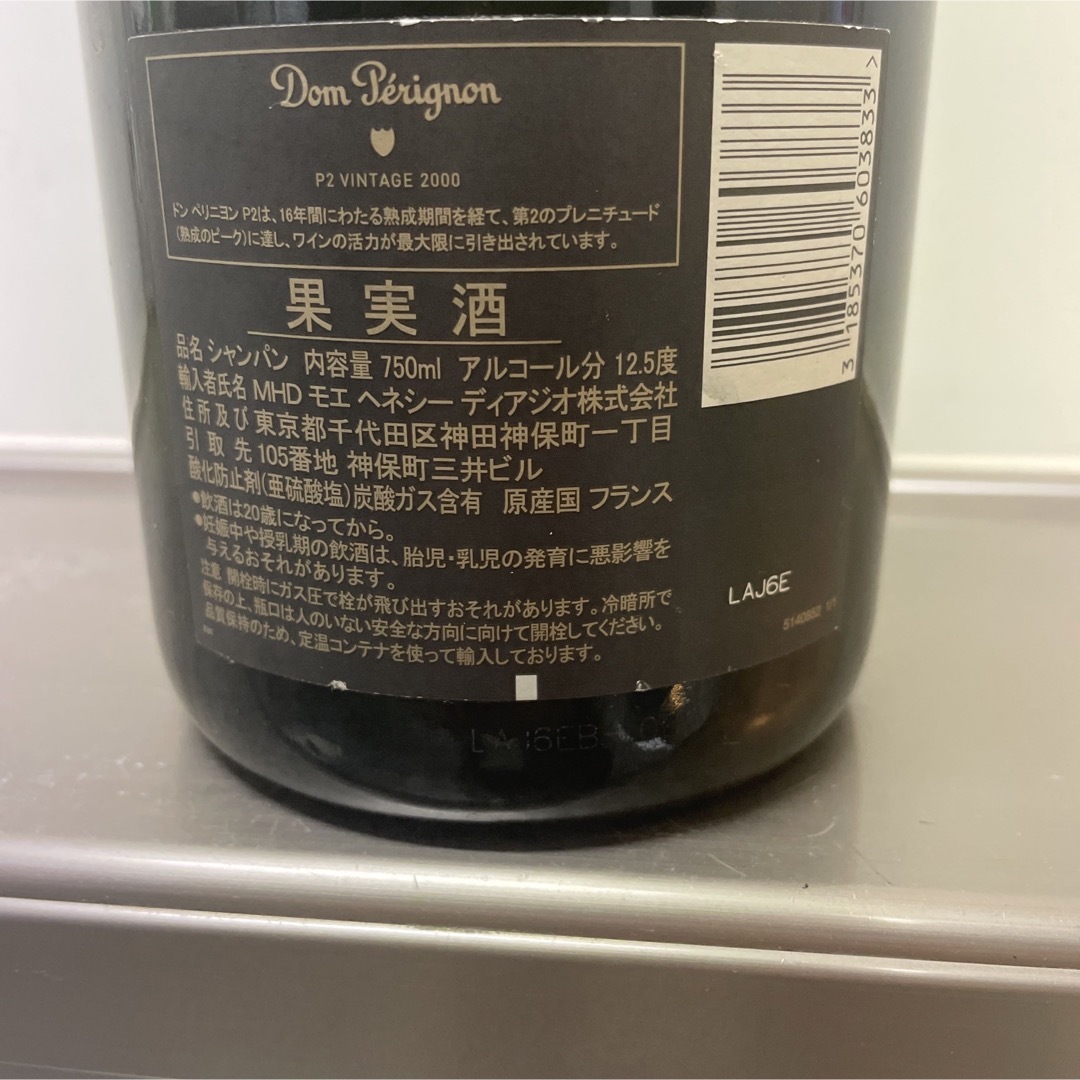 Dom Pérignon
P2 VINTAGE 2000
ドン ペリニヨン P2は、16年間にわたる熟成期間を経て、第2のプレニチュード
(熟成のピーク)に達し、ワインの活力が最大限に引き出されています。
果実酒
品名 シャンパン 内容量 750ml アルコール分 12.5度
輸入者氏名 MHD モエ ヘネシー ディアジオ株式会社
住所及び 東京都千代田区神田神保町一丁目
引取先 105番地 神保町三井ビル
酸化防止剤(亜硫酸塩)炭酸ガス含有 原産国 フランス
●飲酒は20歳になってから。
●妊娠中や授乳期の飲酒は、胎児・乳児の発育に悪影響を
与えるおそれがあります。
注意 開栓時にガス圧で栓が飛び出すおそれがあります。冷暗所で
保存の上、瓶口は人のいない安全な方向に向けて開栓してください。
品質保持のため、定温コンテナを使って輸入しております。
3 185370 603833 >
LAJ6E
5140852 1/1